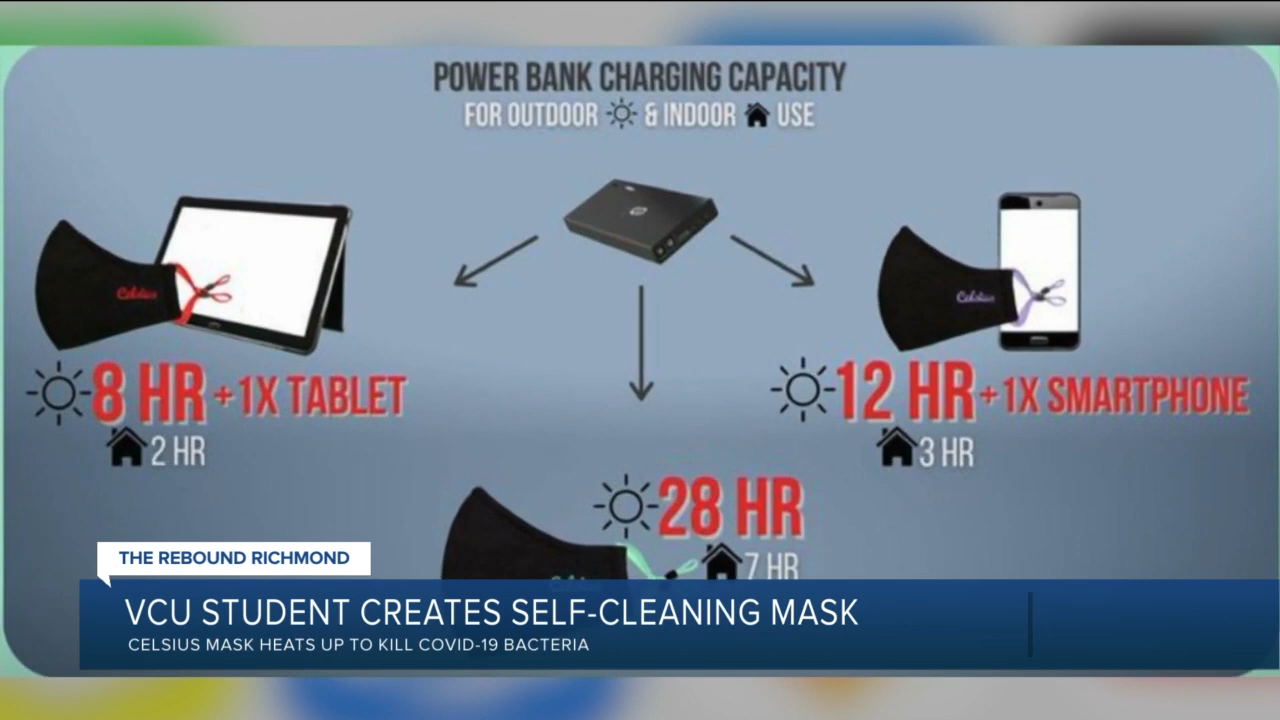 POWER BANK CHARGING CAPACITY
FOR OUTDOOR & INDOOR USE
Celsius
Celsius
8 HR + 1X TABLET
2 HR
12 HR + 1X SMARTPHONE
3 HR
28 HR
7 HR
THE REBOUND RICHMOND
VCU STUDENT CREATES SELF-CLEANING MASK
CELSIUS MASK HEATS UP TO KILL COVID-19 BACTERIA